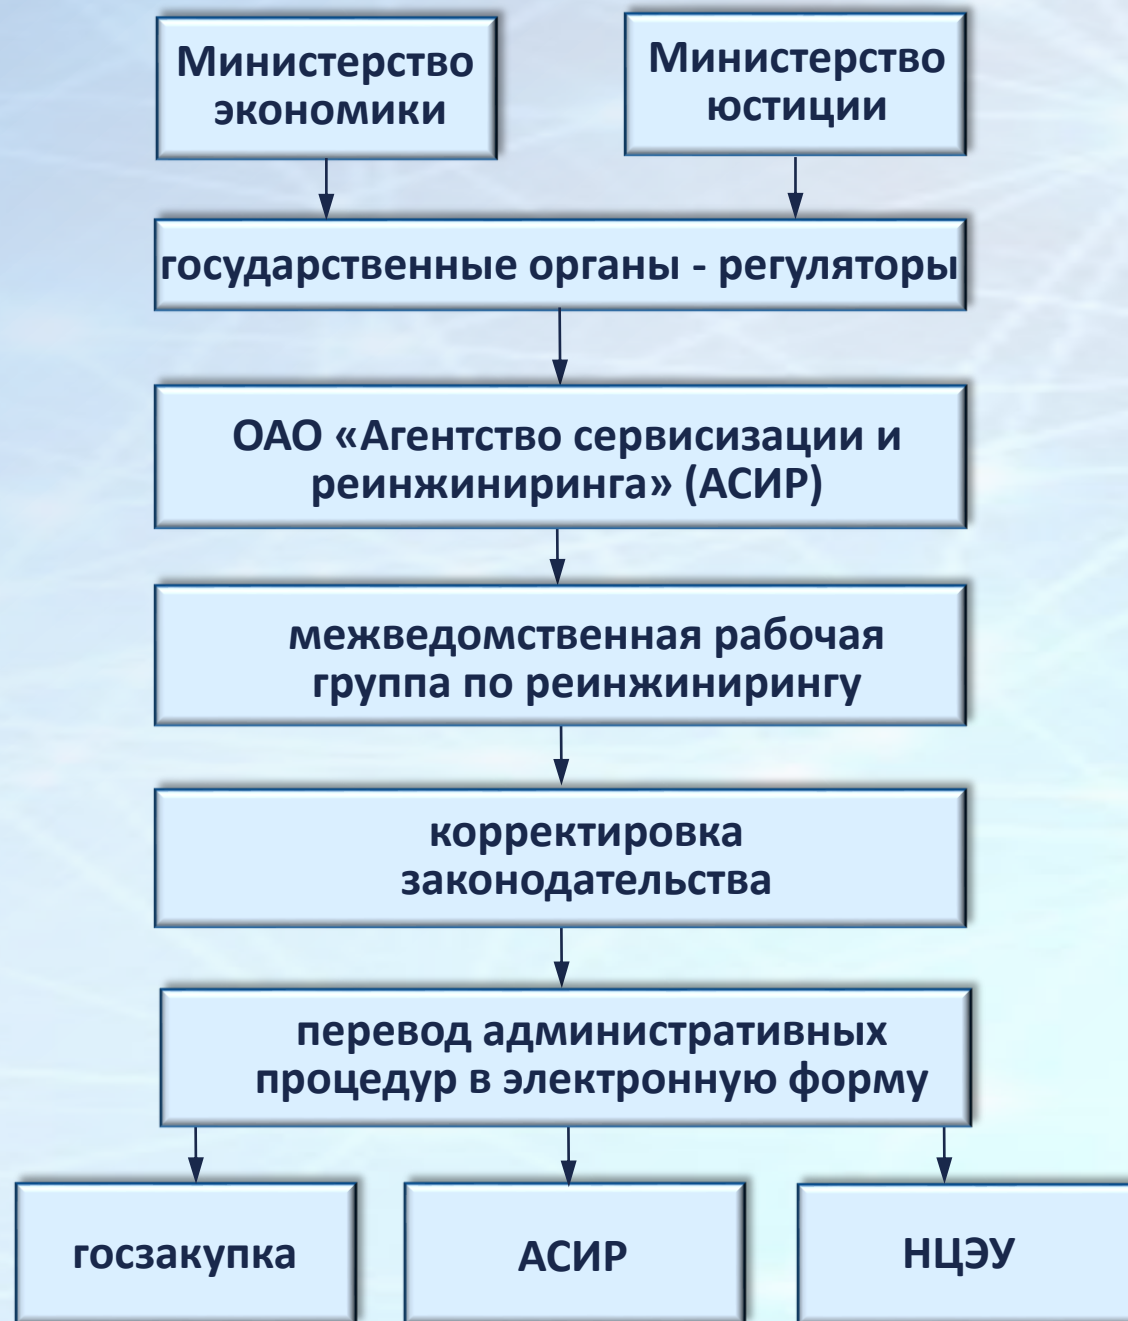 Министерство
экономики
Министерство
юстиции
государственные органы - регуляторы
ОАО «Агентство сервисизации и
реинжиниринга» (АСИР)
межведомственная рабочая
группа по реинжинирингу
корректировка
законодательства
перевод административных
процедур в электронную форму
госзакупка
АСИР
НЦЭУ